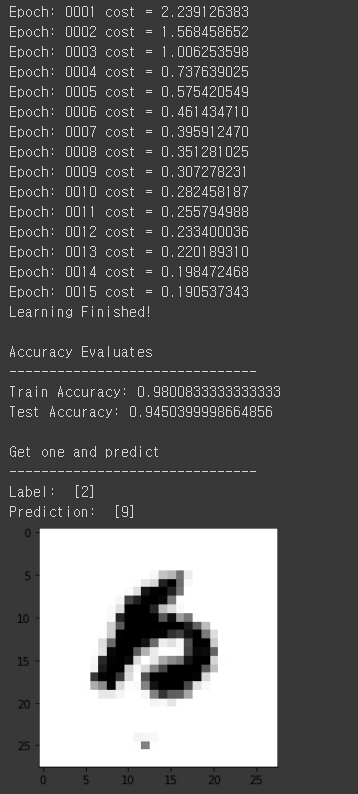 Epoch: 0001 cost = 2.239126383
Epoch: 0002 cost = 1.568458652
Epoch: 0003 cost = 1.006253598
Epoch: 0004 cost = 0.737639025
Epoch: 0005 cost = 0.575420549
Epoch: 0006 cost = 0.461434710
Epoch: 0007 cost = 0.395912470
Epoch: 0008 cost = 0.351281025
Epoch: 0009 cost = 0.307278231
Epoch: 0010 cost = 0.282458187
Epoch: 0011 cost = 0.255794988
Epoch: 0012 cost = 0.233400036
Epoch: 0013 cost = 0.220189310
Epoch: 0014 cost = 0.198472468
Epoch: 0015 cost = 0.190537343
Learning Finished!
Accuracy Evaluates
-------------------------------
Train Accuracy: 0.9800833333333333
Test Accuracy: 0.9450399998664856
Get one and predict
-------------------------------
Label:  [2]
Prediction:  [9]
0
5
10
15
20
25
0 5 10 15 20 25